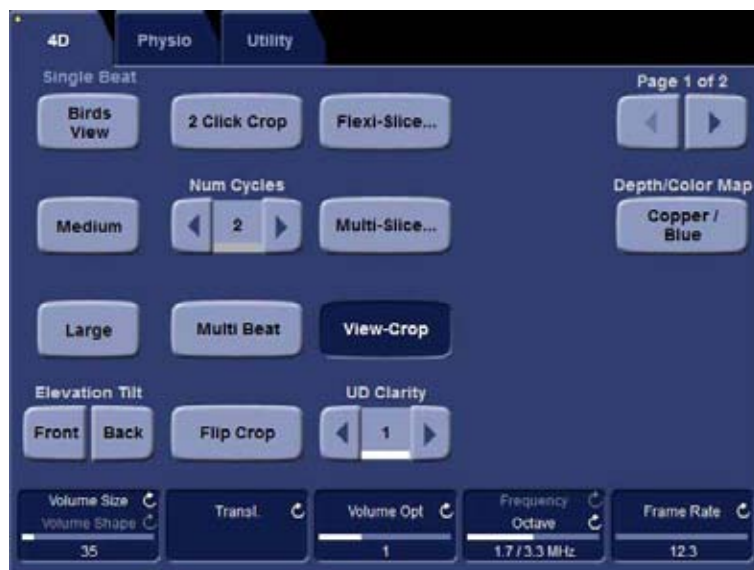 4D Physio Utility
Single Beat Page 1 of 2
Birds
View
2 Click Crop
Flexi-Slice...
Num Cycles
Depth/Color Map
Medium
2
Multi-Slice...
Copper /
Blue
Large
Multi Beat
View-Crop
Elevation Tilt
UD Clarity
Front
Back
Flip Crop
1
Volume Size
Volume Shape
35
Transl.
Volume Opt
1
Frequency
Octave
1.7 / 3.3 MHz
Frame Rate
12.3